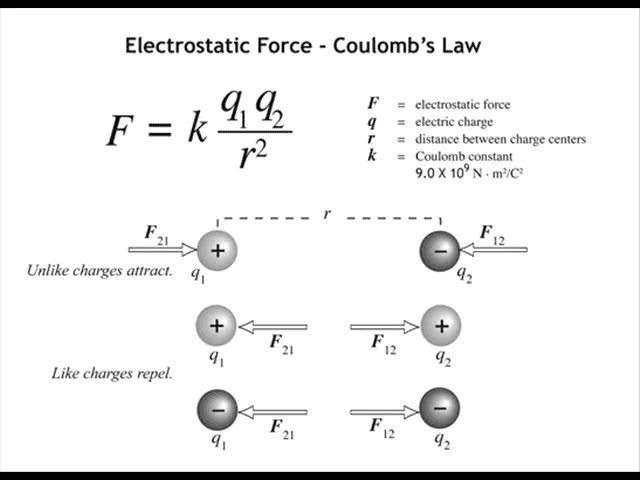 Electrostatic Force - Coulomb's Law
F = k q₁ q₂ / r²
F = electrostatic force
q = electric charge
r = distance between charge centers
k = Coulomb constant
9.0 X 10⁹ N · m²/C²
r
F₂₁ + − F₁₂
Unlike charges attract. q₁ q₂
+ F₂₁ F₁₂ +
q₁ q₂
Like charges repel.
− F₂₁ F₁₂ −
q₁ q₂